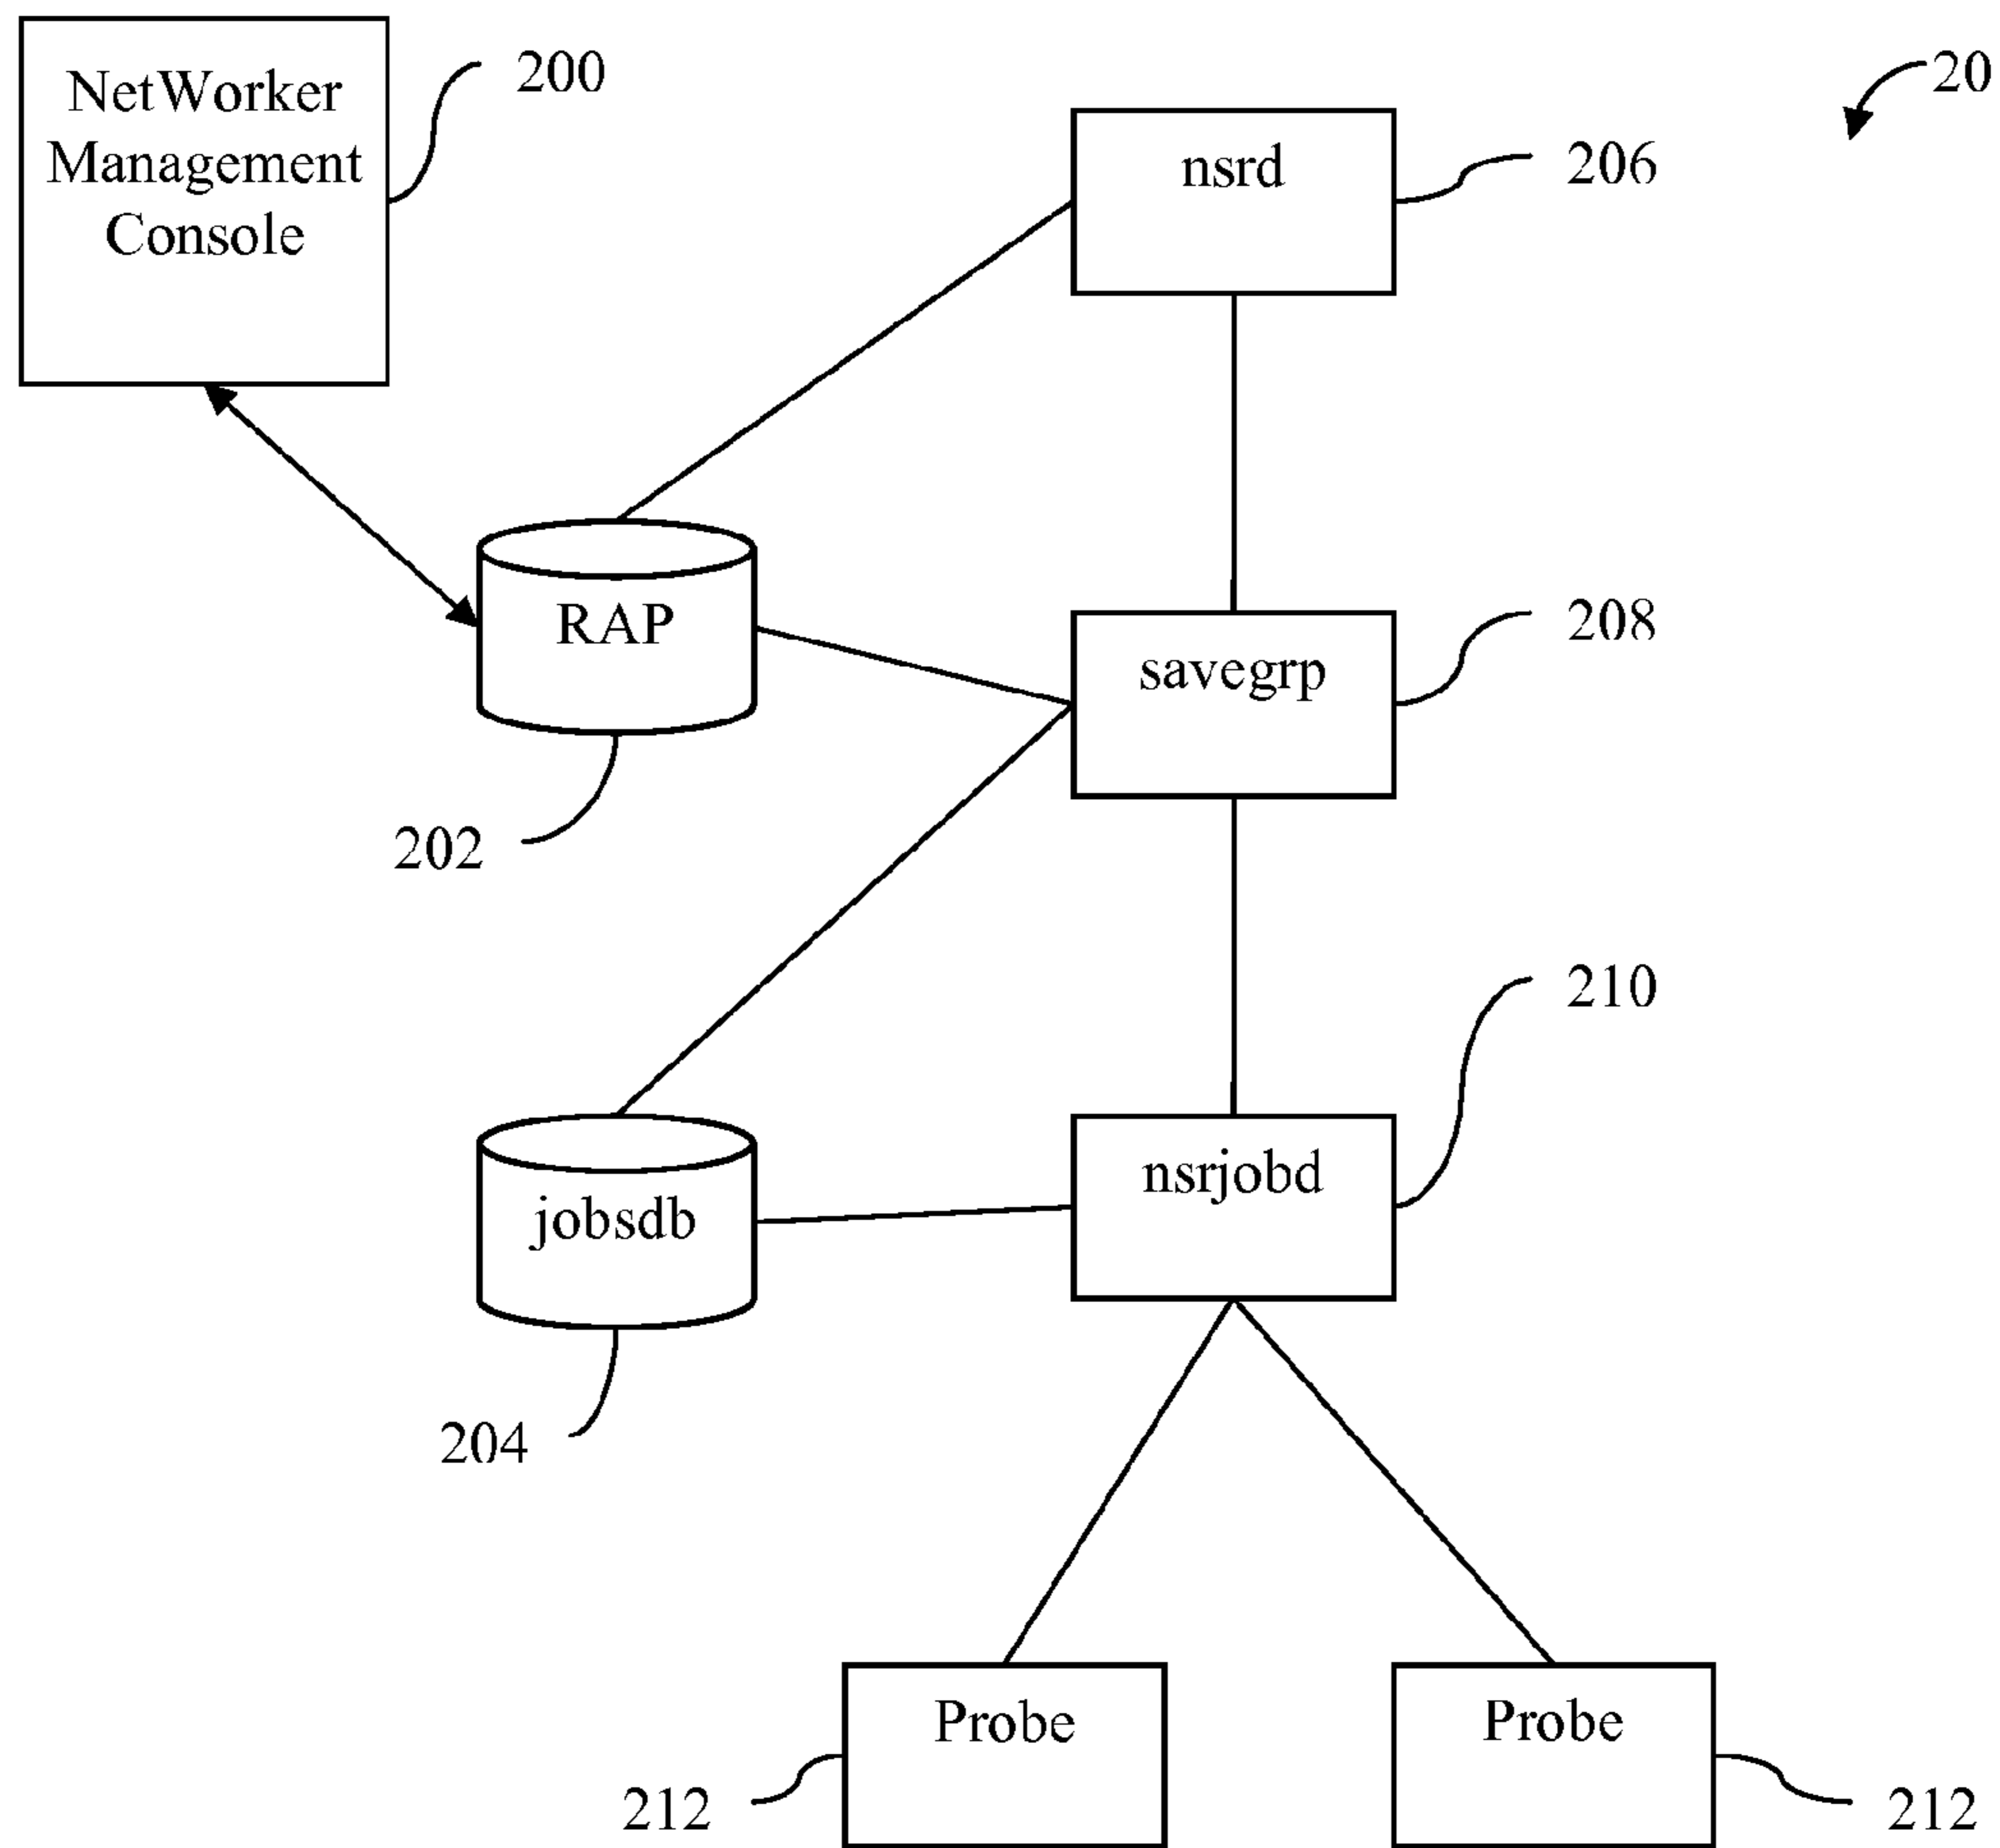 NetWorker
Management
Console
200
20
nsrd
206
RAP
202
savegrp
208
210
jobsdb
204
nsrjobd
Probe
212
Probe
212